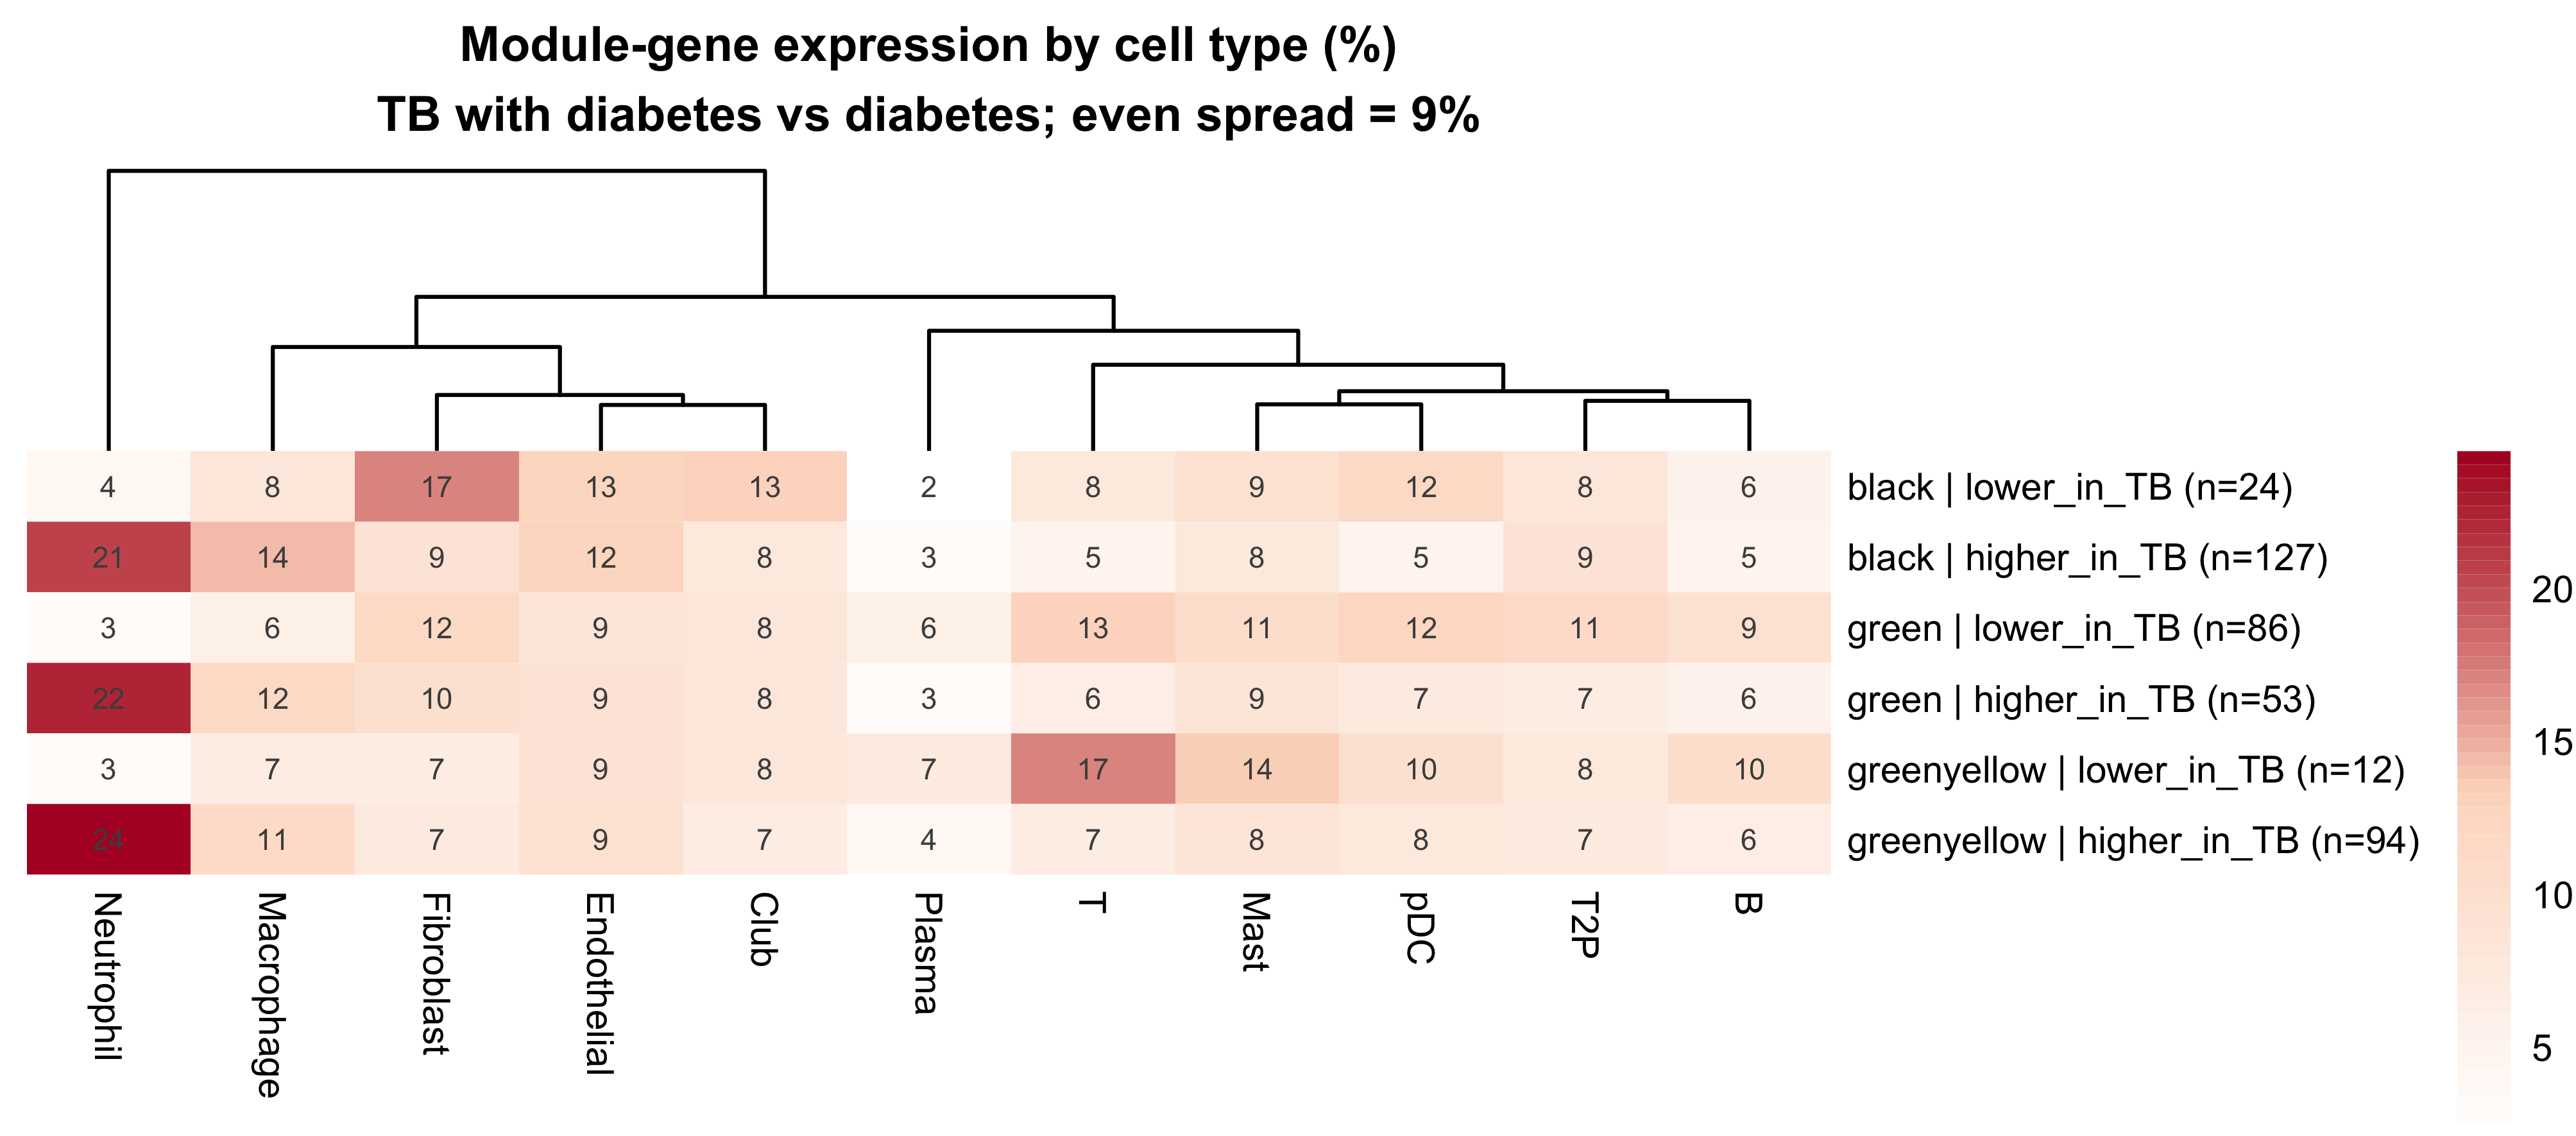 Module-gene expression by cell type (%)
TB with diabetes vs diabetes; even spread = 9%
4 8 17 13 13 2 8 9 12 8 6 black | lower_in_TB (n=24)
21 14 9 12 8 3 5 8 5 9 5 black | higher_in_TB (n=127)
3 6 12 9 8 6 13 11 12 11 9 green | lower_in_TB (n=86)
22 12 10 9 8 3 6 9 7 7 6 green | higher_in_TB (n=53)
3 7 7 9 8 7 17 14 10 8 10 greenyellow | lower_in_TB (n=12)
24 11 7 9 7 4 7 8 8 7 6 greenyellow | higher_in_TB (n=94)
Neutrophil Macrophage Fibroblast Endothelial Club Plasma T Mast pDC T2P B
20
15
10
5